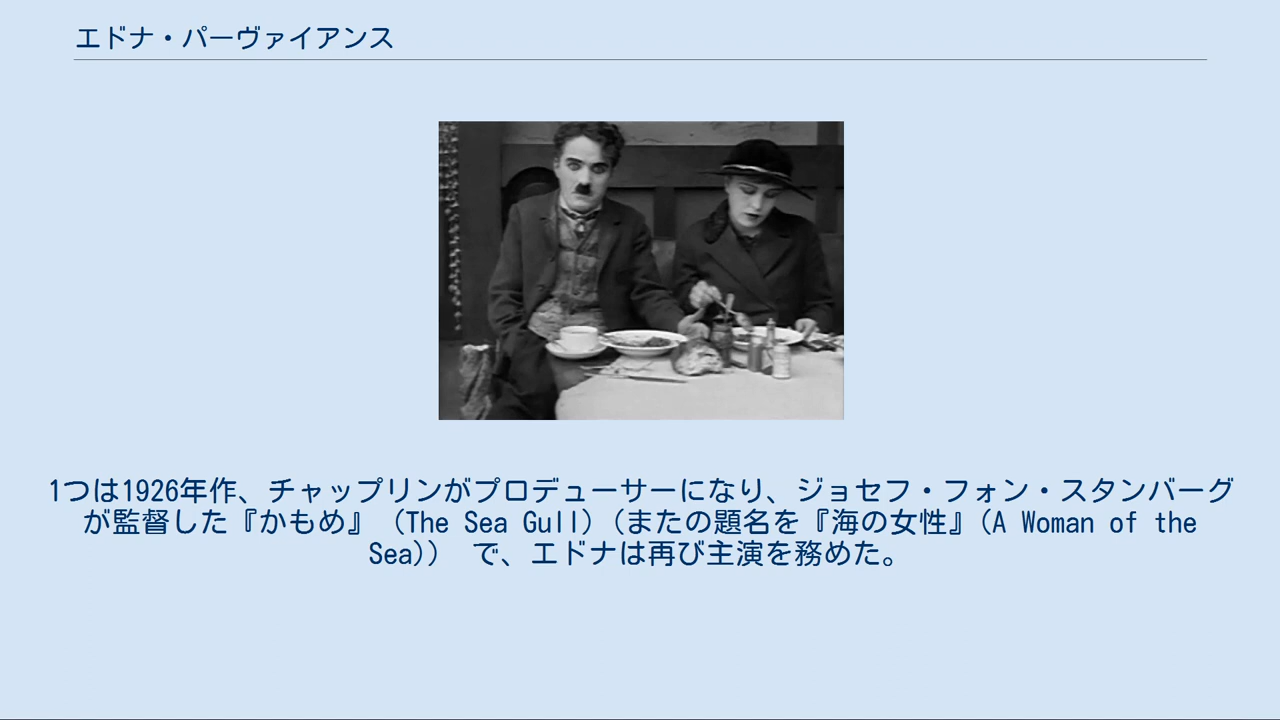 エドナ・パーヴァイアンス
1つは1926年作、チャップリンがプロデューサーになり、ジョセフ・フォン・スタンバーグ
が監督した『かもめ』 (The Sea Gull) (またの題名を『海の女性』(A Woman of the
Sea)) で、エドナは再び主演を務めた。